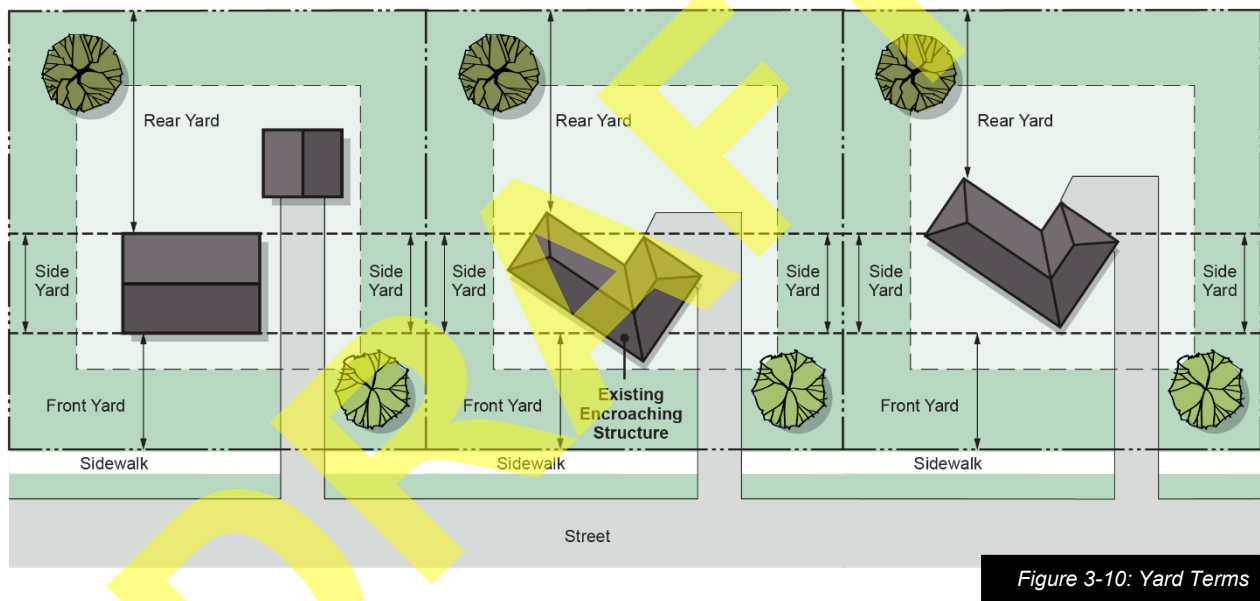 Rear Yard
Rear Yard
Rear Yard
Side
Yard
Side
Yard
Side
Yard
Side
Yard
Side
Yard
Side
Yard
Front Yard
Front Yard
Existing
Encroaching
Structure
Front Yard
Sidewalk
Sidewalk
Sidewalk
Street
DRAFT
Figure 3-10: Yard Terms